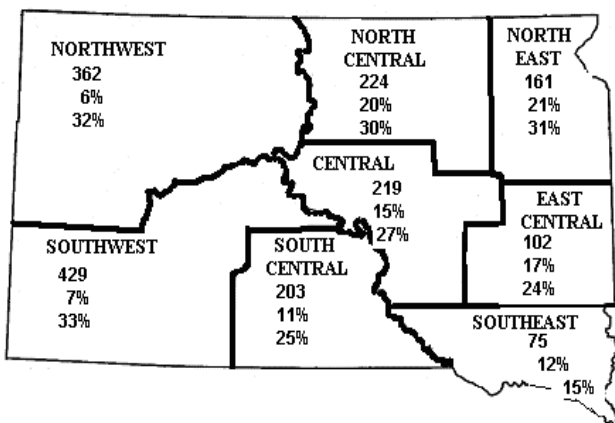 NORTHWEST
362
6%
32%
NORTH
CENTRAL
224
20%
30%
NORTH
EAST
161
21%
31%
CENTRAL
219
15%
27%
EAST
CENTRAL
102
17%
24%
SOUTHWEST
429
7%
33%
SOUTH
CENTRAL
203
11%
25%
SOUTHEAST
75
12%
15%